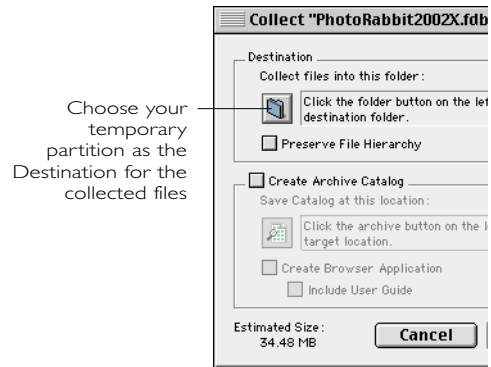 Collect "PhotoRabbit2002X.fdb
Destination
Collect files into this folder:
Click the folder button on the lef
destination folder.
Preserve File Hierarchy
Choose your
temporary
partition as the
Destination for the
collected files
Create Archive Catalog
Save Catalog at this location:
Click the archive button on the l
target location.
Create Browser Application
Include User Guide
Estimated Size:
34.48 MB
Cancel